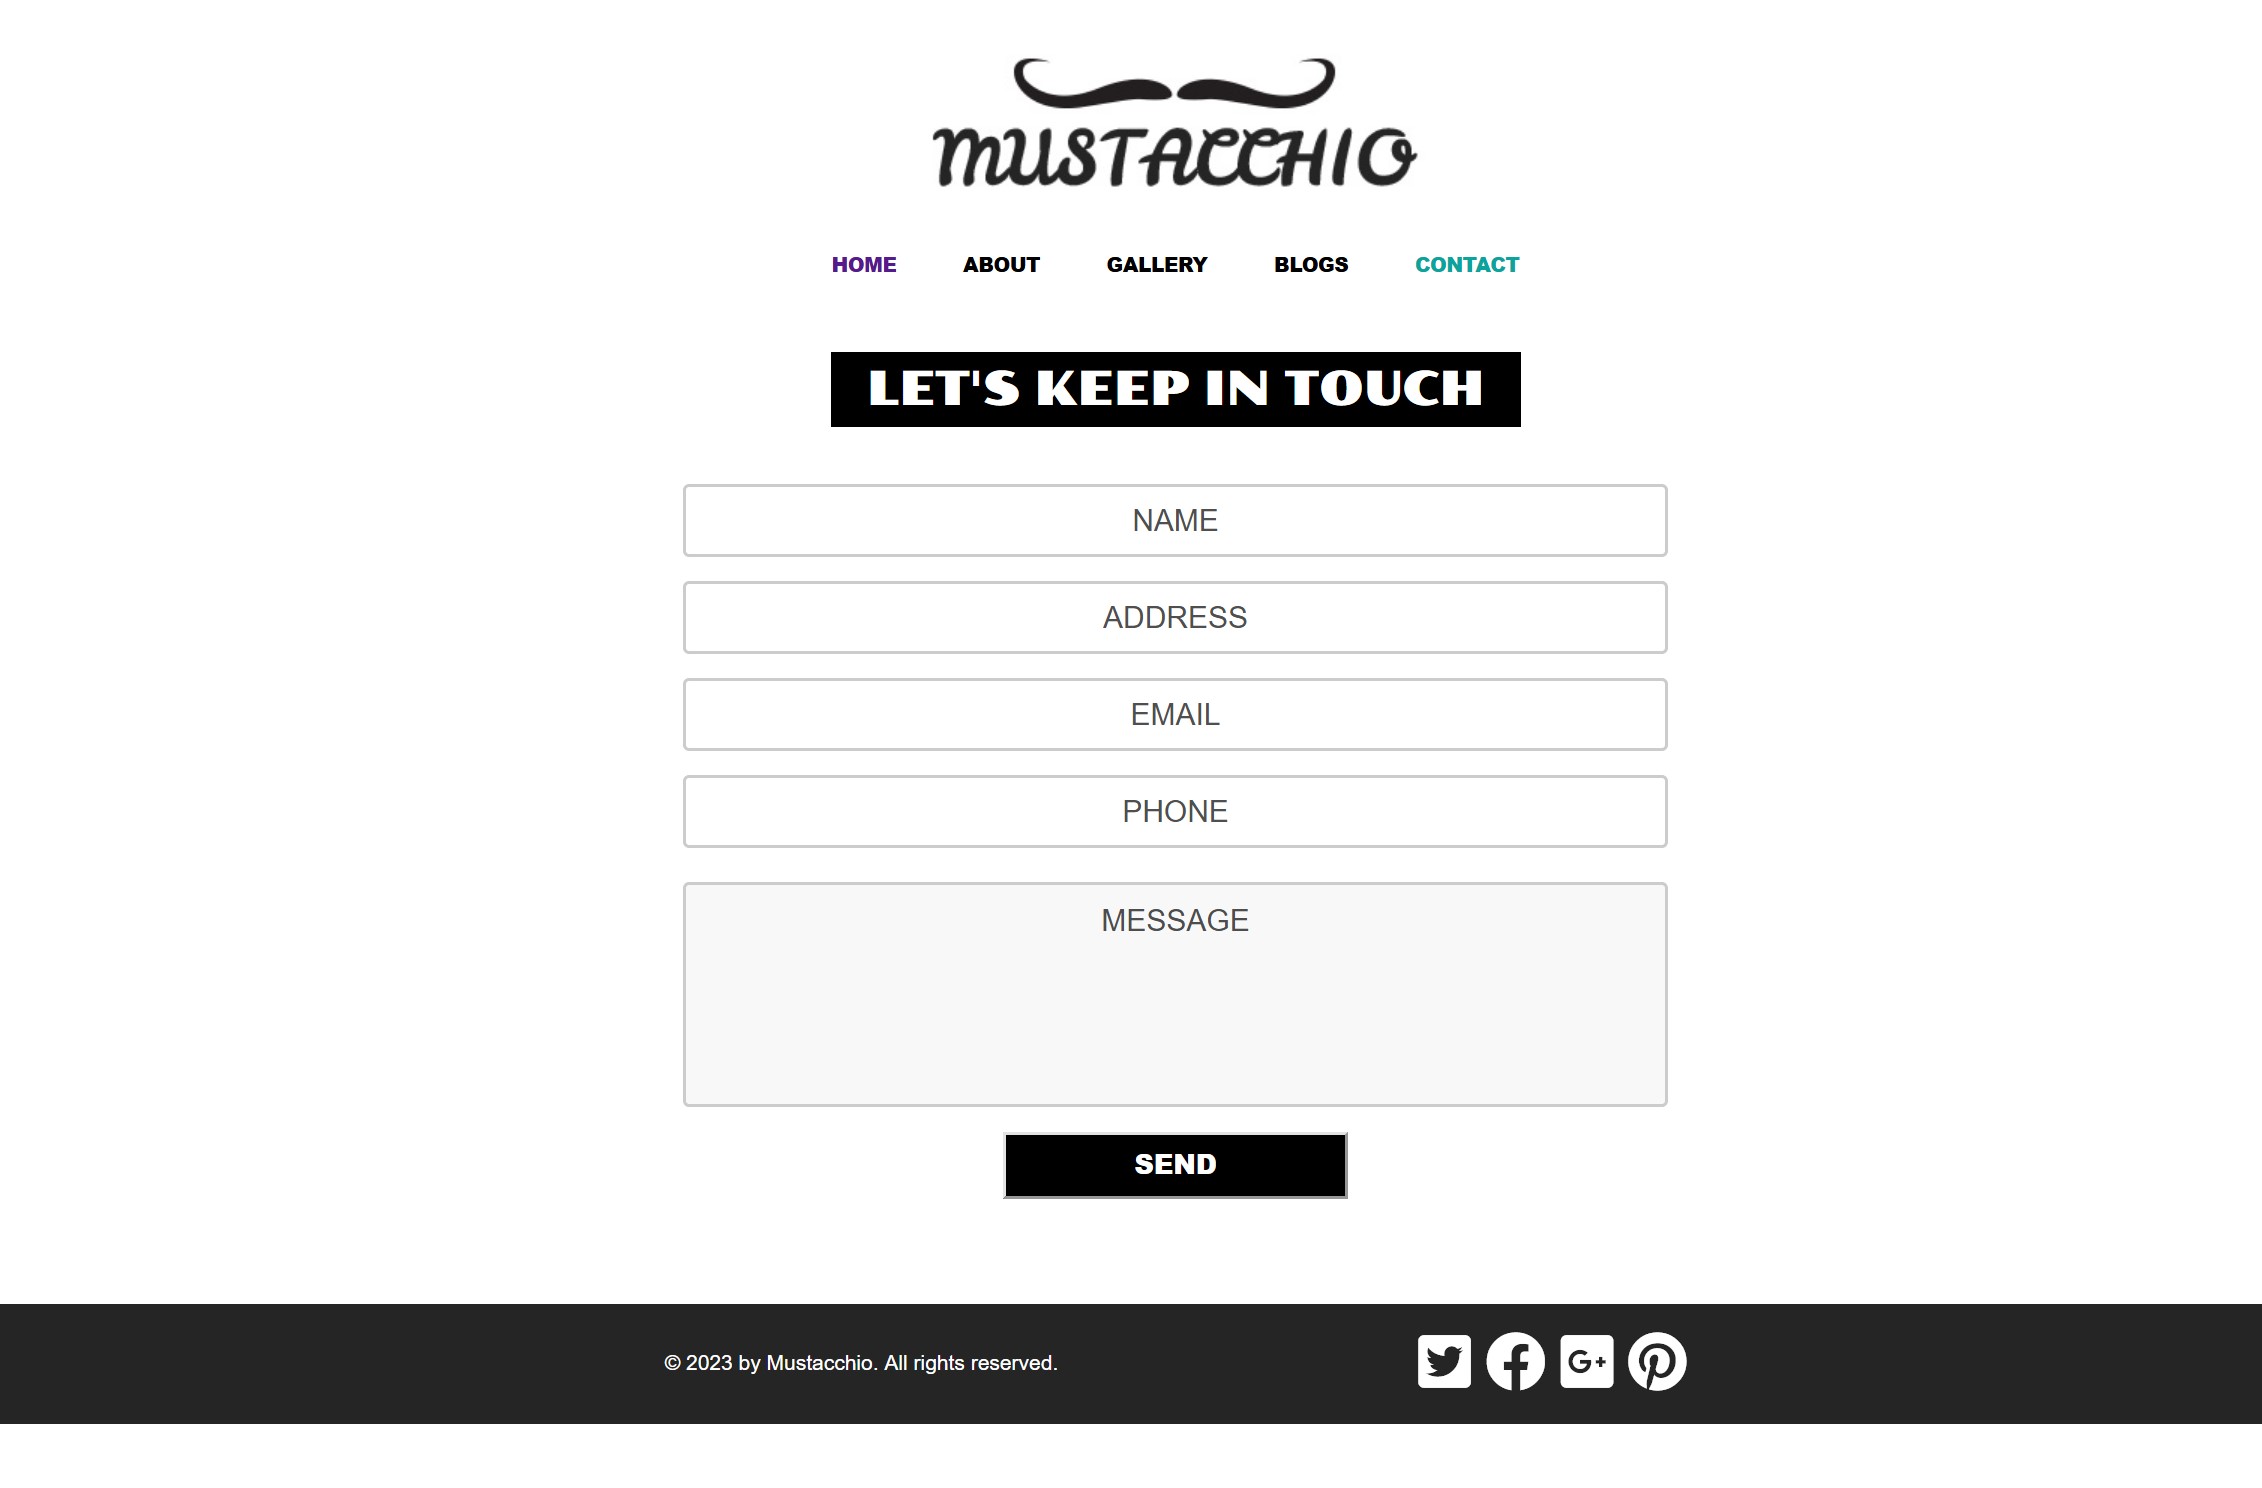 MUSTACCHIO
HOME ABOUT GALLERY BLOGS CONTACT
LET'S KEEP IN TOUCH
NAME
ADDRESS
EMAIL
PHONE
MESSAGE
SEND
© 2023 by Mustacchio. All rights reserved.